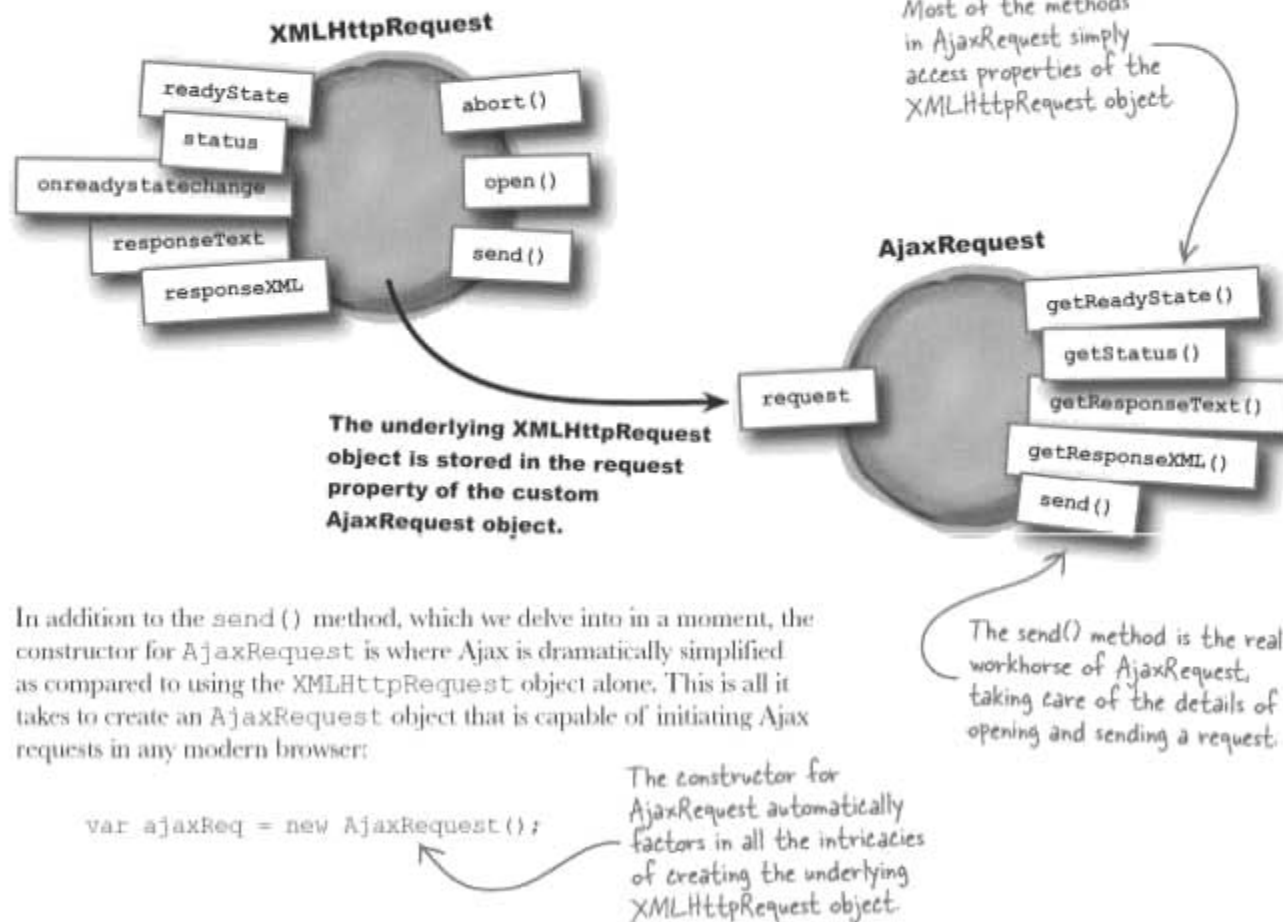 XMLHttpRequest
readyState
status
onreadystatechange
responseText
responseXML
abort()
open()
send()
Most of the methods
in AjaxRequest simply
access properties of the
XMLHttpRequest object
AjaxRequest
request
getReadyState()
getStatus()
getResponseText()
getResponseXML()
send()
The underlying XMLHttpRequest
object is stored in the request
property of the custom
AjaxRequest object.
The send() method is the real
workhorse of AjaxRequest,
taking care of the details of
opening and sending a request.
In addition to the send() method, which we delve into in a moment, the
constructor for AjaxRequest is where Ajax is dramatically simplified
as compared to using the XMLHttpRequest object alone. This is all it
takes to create an AjaxRequest object that is capable of initiating Ajax
requests in any modern browser:
var ajaxReq = new AjaxRequest();
The constructor for
AjaxRequest automatically
factors in all the intricacies
of creating the underlying
XMLHttpRequest object.